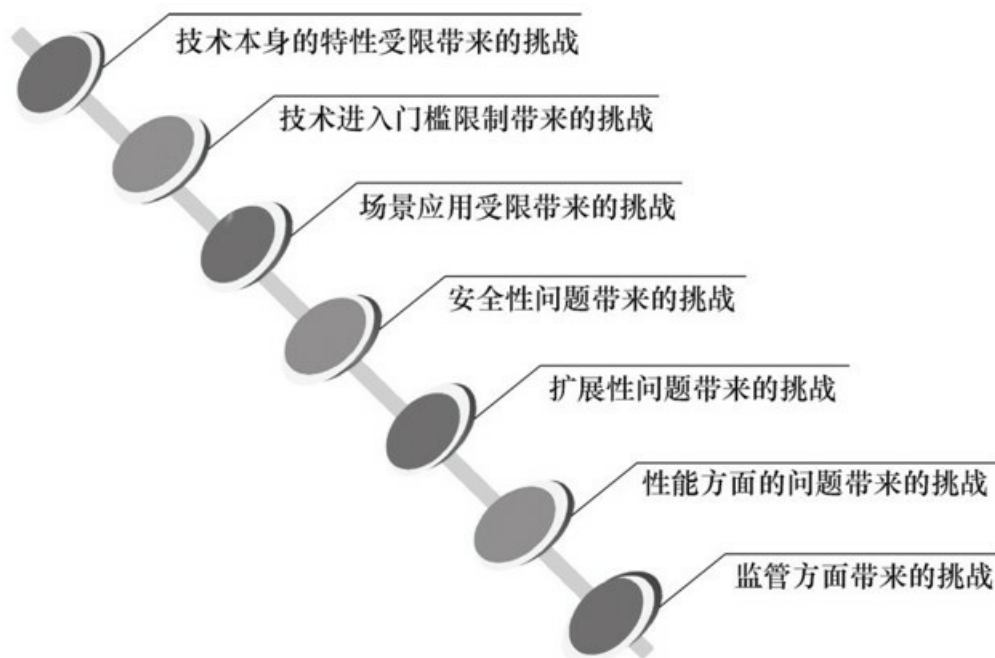 技术本身的特性受限带来的挑战
技术进入门槛限制带来的挑战
场景应用受限带来的挑战
安全性问题带来的挑战
扩展性问题带来的挑战
性能方面的问题带来的挑战
监管方面带来的挑战